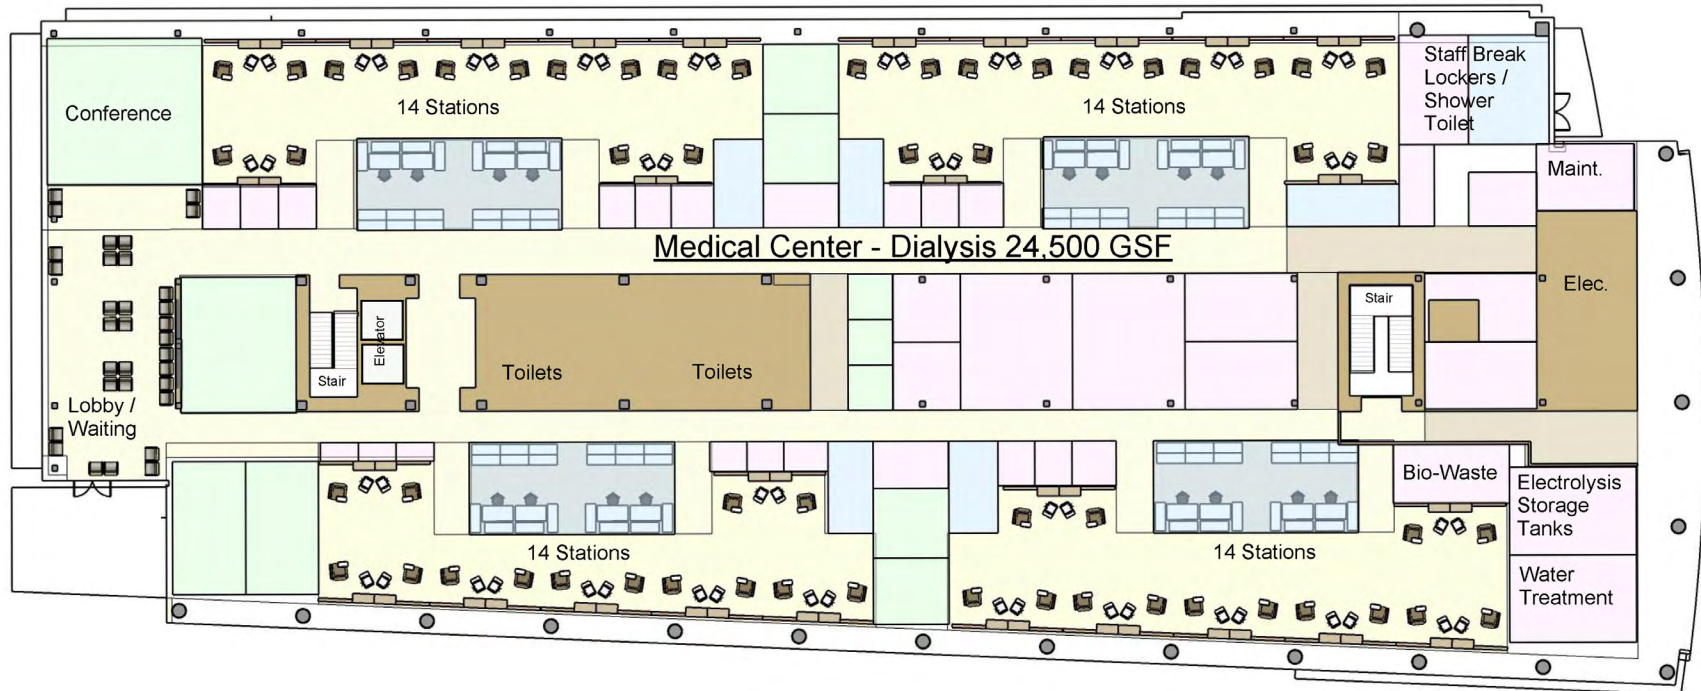 Conference
14 Stations
14 Stations
Staff Break
Lockers /
Shower
Toilet
Maint.
Medical Center - Dialysis 24,500 GSF
Elec.
Stair
Elevator
Stair
Toilets
Toilets
Lobby /
Waiting
Bio-Waste
Electrolysis
Storage
Tanks
14 Stations
14 Stations
Water
Treatment